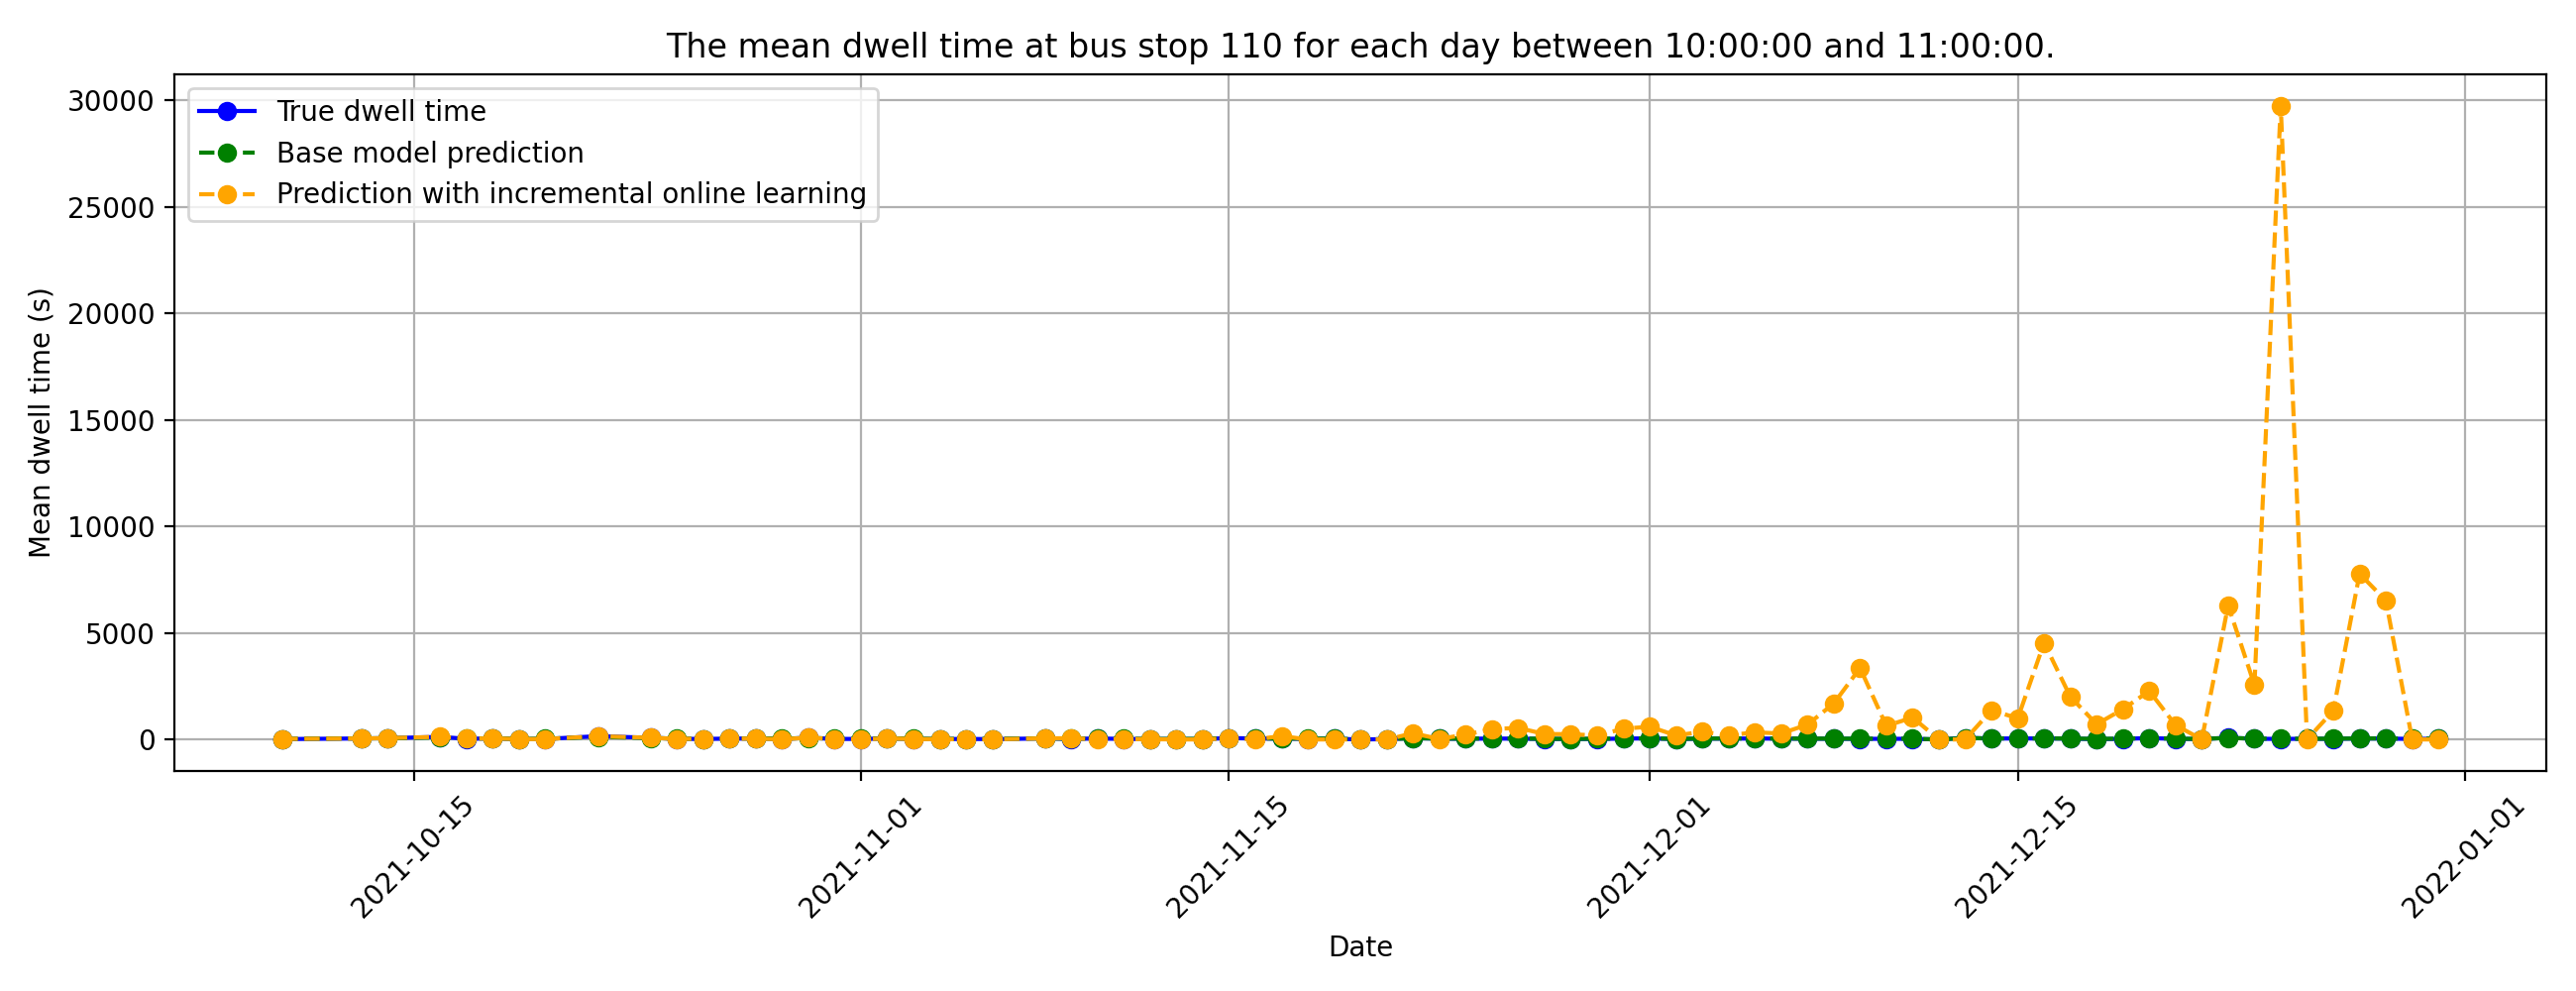 The mean dwell time at bus stop 110 for each day between 10:00:00 and 11:00:00.
True dwell time
Base model prediction
Prediction with incremental online learning
Mean dwell time (s)
30000
25000
20000
15000
10000
5000
0
2021-10-15
2021-11-01
2021-11-15
2021-12-01
2021-12-15
2022-01-01
Date